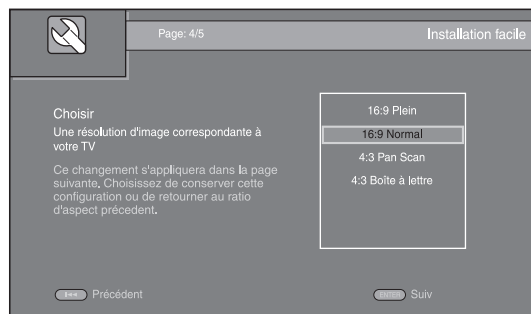 Page: 4/5
Installation facile
Choisir
Une résolution d'image correspondante à
votre TV
Ce changement s'appliquera dans la page
suivante. Choisissez de conserver cette
configuration ou de retourner au ratio
d'aspect précedent.
16:9 Plein
16:9 Normal
4:3 Pan Scan
4:3 Boîte à lettre
Précédent
ENTER Suiv